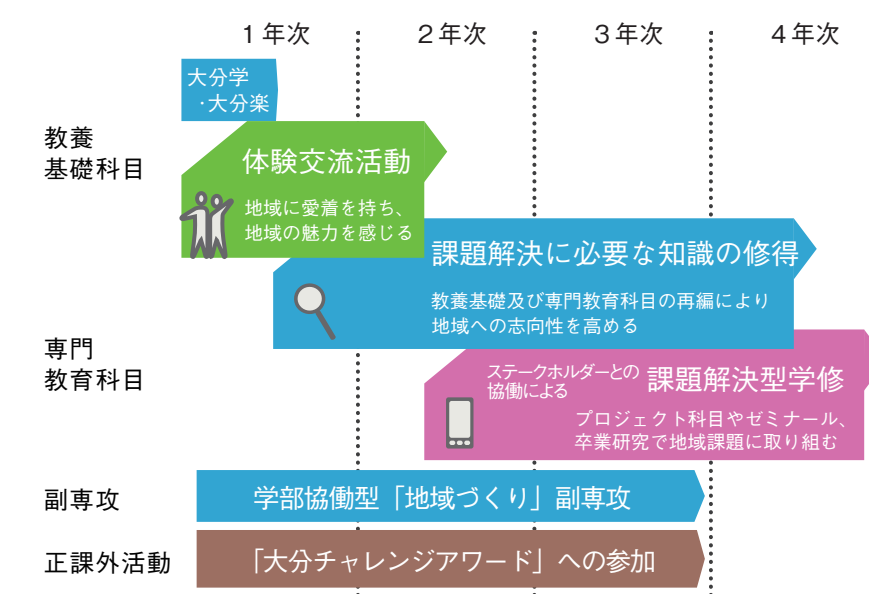 1年次 2年次 3年次 4年次
大分学
・大分楽
教養
基礎科目
体験交流活動
地域に愛着を持ち、
地域の魅力を感じる
課題解決に必要な知識の修得
教養基礎及び専門教育科目の再編により
地域への志向性を高める
専門
教育科目
ステークホルダーとの
協働による
課題解決型学修
プロジェクト科目やゼミナール、
卒業研究で地域課題に取り組む
副専攻
学部協働型「地域づくり」副専攻
正課外活動
「大分チャレンジアワード」への参加